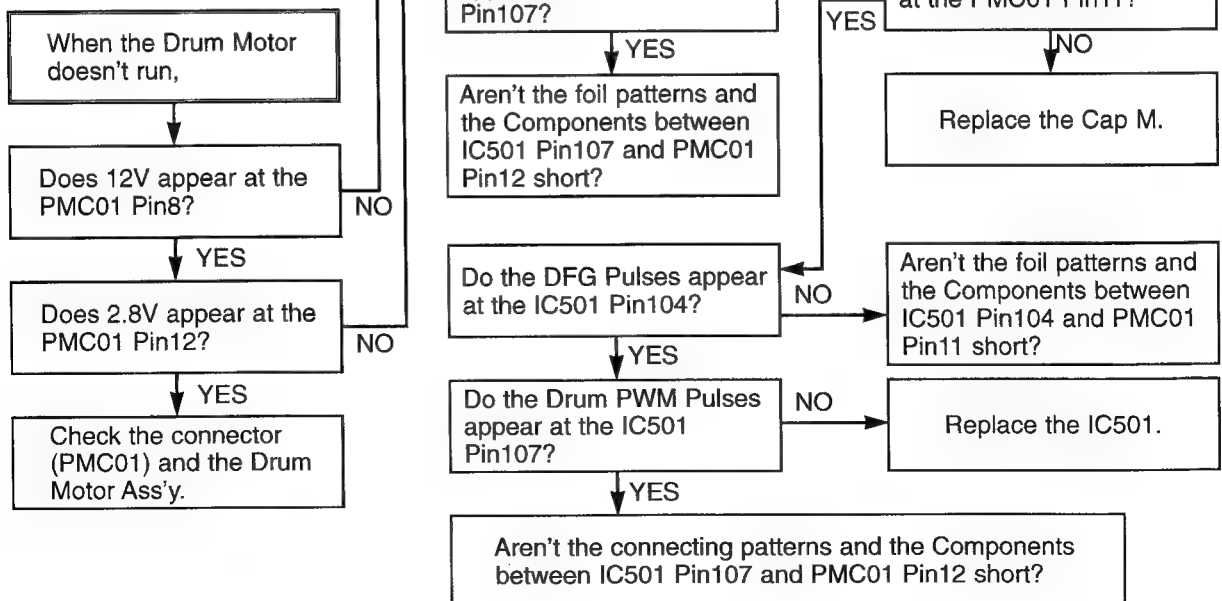 When the Drum Motor
doesn't run,
Does 12V appear at the
PMC01 Pin8?
NO
YES
Does 2.8V appear at the
PMC01 Pin12?
NO
YES
Check the connector
(PMC01) and the Drum
Motor Ass'y.
Pin107?
YES
Aren't the foil patterns and
the Components between
IC501 Pin107 and PMC01
Pin12 short?
YES
at the PMC01 Pin11?
NO
Replace the Cap M.
Do the DFG Pulses appear
at the IC501 Pin104?
NO
Aren't the foil patterns and
the Components between
IC501 Pin104 and PMC01
Pin11 short?
YES
Do the Drum PWM Pulses
appear at the IC501
Pin107?
NO
Replace the IC501.
YES
Aren't the connecting patterns and the Components
between IC501 Pin107 and PMC01 Pin12 short?